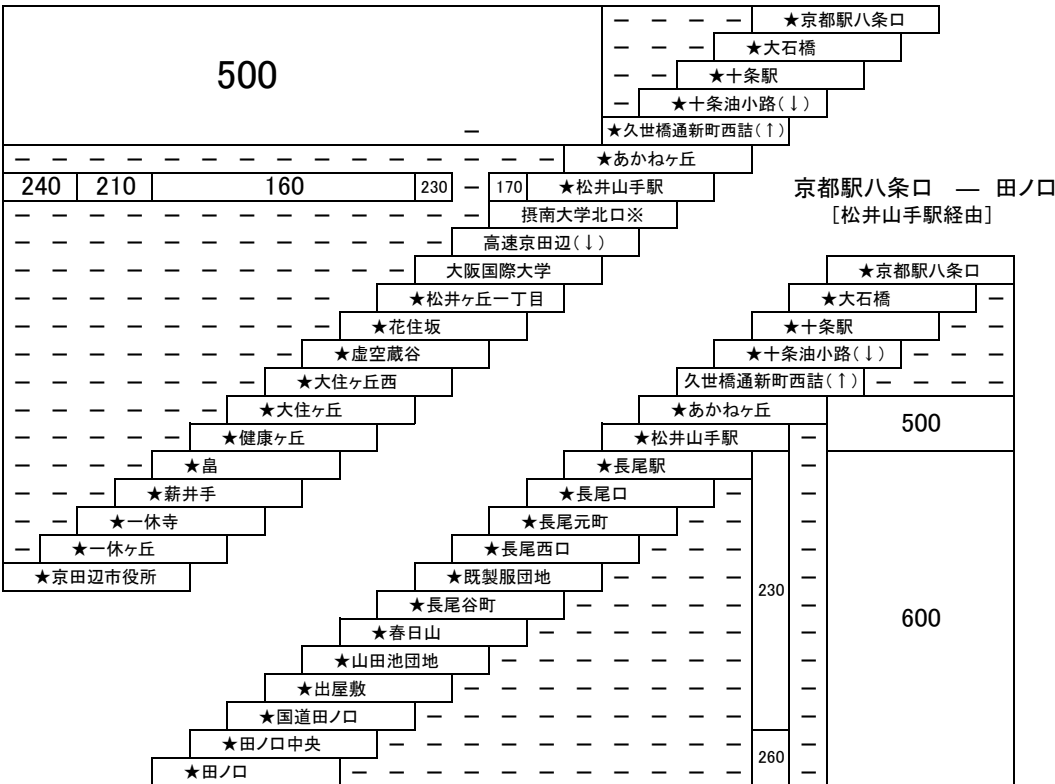 ★京都駅八条口
★大石橋
500
★十条駅
★十条油小路(↓)
★久世橋通新町西詰(↑)
★あかねヶ丘
240 210 160 230 170 ★松井山手駅
京都駅八条口 ― 田ノ口
[松井山手駅経由]
摂南大学北口※
高速京田辺(↓)
大阪国際大学 ★京都駅八条口
★松井ヶ丘一丁目 ★大石橋
★花住坂 ★十条駅
★虚空蔵谷 ★十条油小路(↓)
★大住ヶ丘西 久世橋通新町西詰(↑)
★大住ヶ丘 ★あかねヶ丘
500
★健康ヶ丘 ★松井山手駅
★畠 ★長尾駅
★薪井手 ★長尾口
★一休寺 ★長尾元町
★一休ヶ丘 ★長尾西口
★京田辺市役所 ★既製服団地
230
★長尾谷町
600
★春日山
★山田池団地
★出屋敷
★国道田ノ口
★田ノ口中央
260
★田ノ口